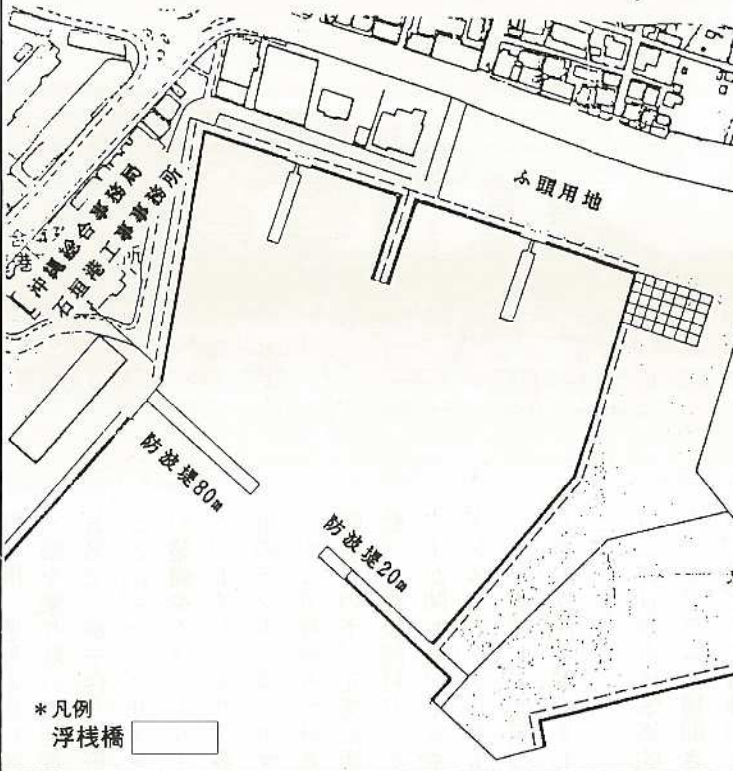 ふ頭用地
沖縄総合事務局
石垣港工事事務所
防波堤80m
防波堤20m
*凡例
浮桟橋